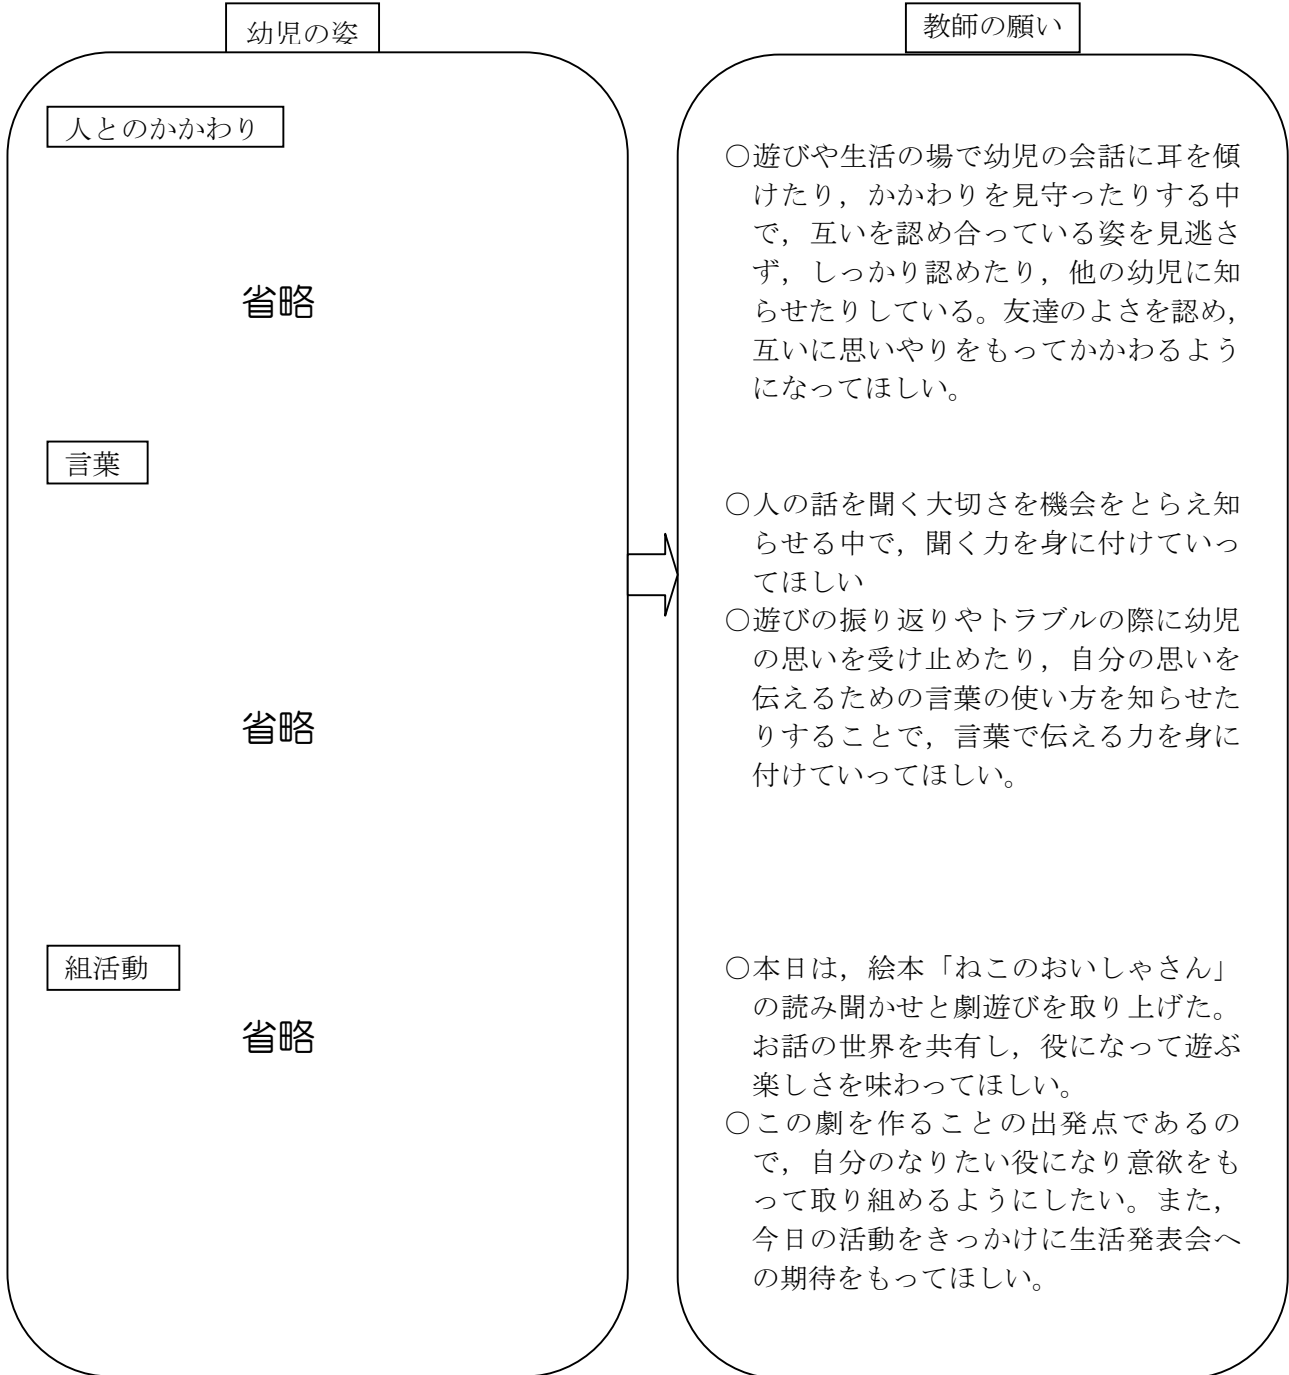 幼児の姿
人とのかかわり
省略
言葉
省略
組活動
省略
教師の願い
○遊びや生活の場で幼児の会話に耳を傾
けたり，かかわりを見守ったりする中
で，互いを認め合っている姿を見逃さ
ず，しっかり認めたり，他の幼児に知
らせたりしている。友達のよさを認め，
互いに思いやりをもってかかわるよう
になってほしい。
○人の話を聞く大切さを機会をとらえ知
らせる中で，聞く力を身に付けていっ
てほしい
○遊びの振り返りやトラブルの際に幼児
の思いを受け止めたり，自分の思いを
伝えるための言葉の使い方を知らせた
りすることで，言葉で伝える力を身に
付けていってほしい。
○本日は，絵本「ねこのおいしゃさん」
の読み聞かせと劇遊びを取り上げた。
お話の世界を共有し，役になって遊ぶ
楽しさを味わってほしい。
○この劇を作ることの出発点であるの
で，自分のなりたい役になり意欲をも
って取り組めるようにしたい。また，
今日の活動をきっかけに生活発表会へ
の期待をもってほしい。